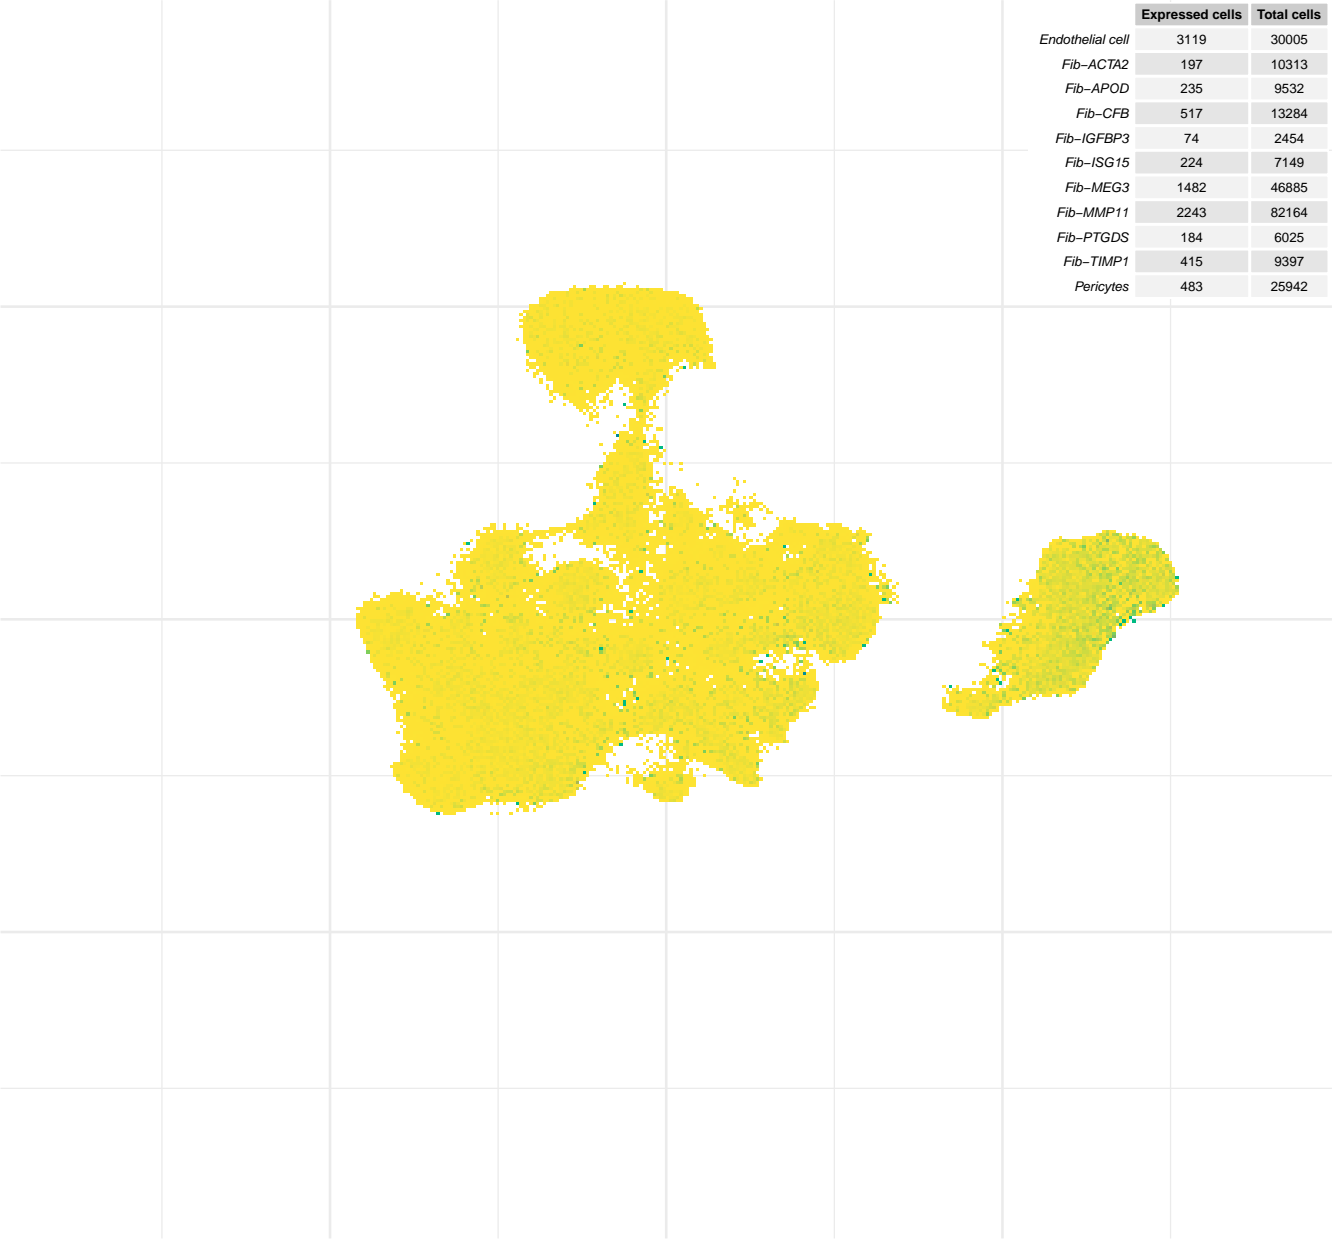 Expressed cells Total cells
Endothelial cell 3119 30005
Fib−ACTA2 197 10313
Fib−APOD 235 9532
Fib−CFB 517 13284
Fib−IGFBP3 74 2454
Fib−ISG15 224 7149
Fib−MEG3 1482 46885
Fib−MMP11 2243 82164
Fib−PTGDS 184 6025
Fib−TIMP1 415 9397
Pericytes 483 25942